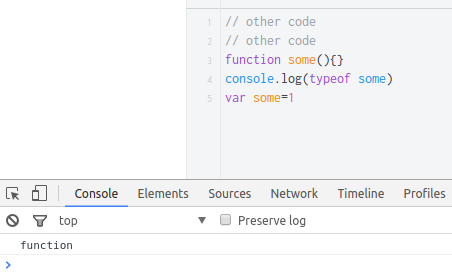 1 // other code
2 // other code
3 function some(){}
4 console.log(typeof some)
5 var some=1
Console Elements Sources Network Timeline Profiles
top Preserve log
function